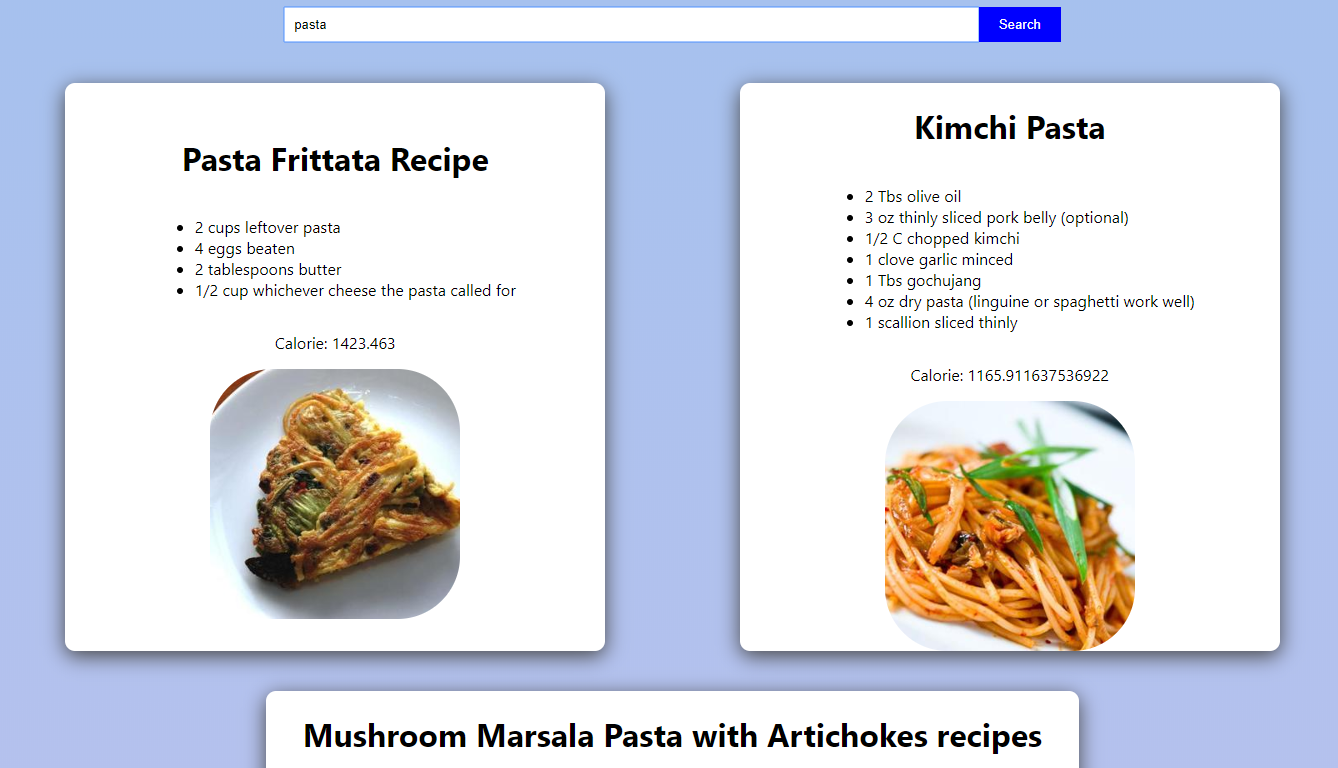 pasta
Search
Pasta Frittata Recipe
2 cups leftover pasta
4 eggs beaten
2 tablespoons butter
1/2 cup whichever cheese the pasta called for
Calorie: 1423.463
Kimchi Pasta
2 Tbs olive oil
3 oz thinly sliced pork belly (optional)
1/2 C chopped kimchi
1 clove garlic minced
1 Tbs gochujang
4 oz dry pasta (linguine or spaghetti work well)
1 scallion sliced thinly
Calorie: 1165.911637536922
Mushroom Marsala Pasta with Artichokes recipes